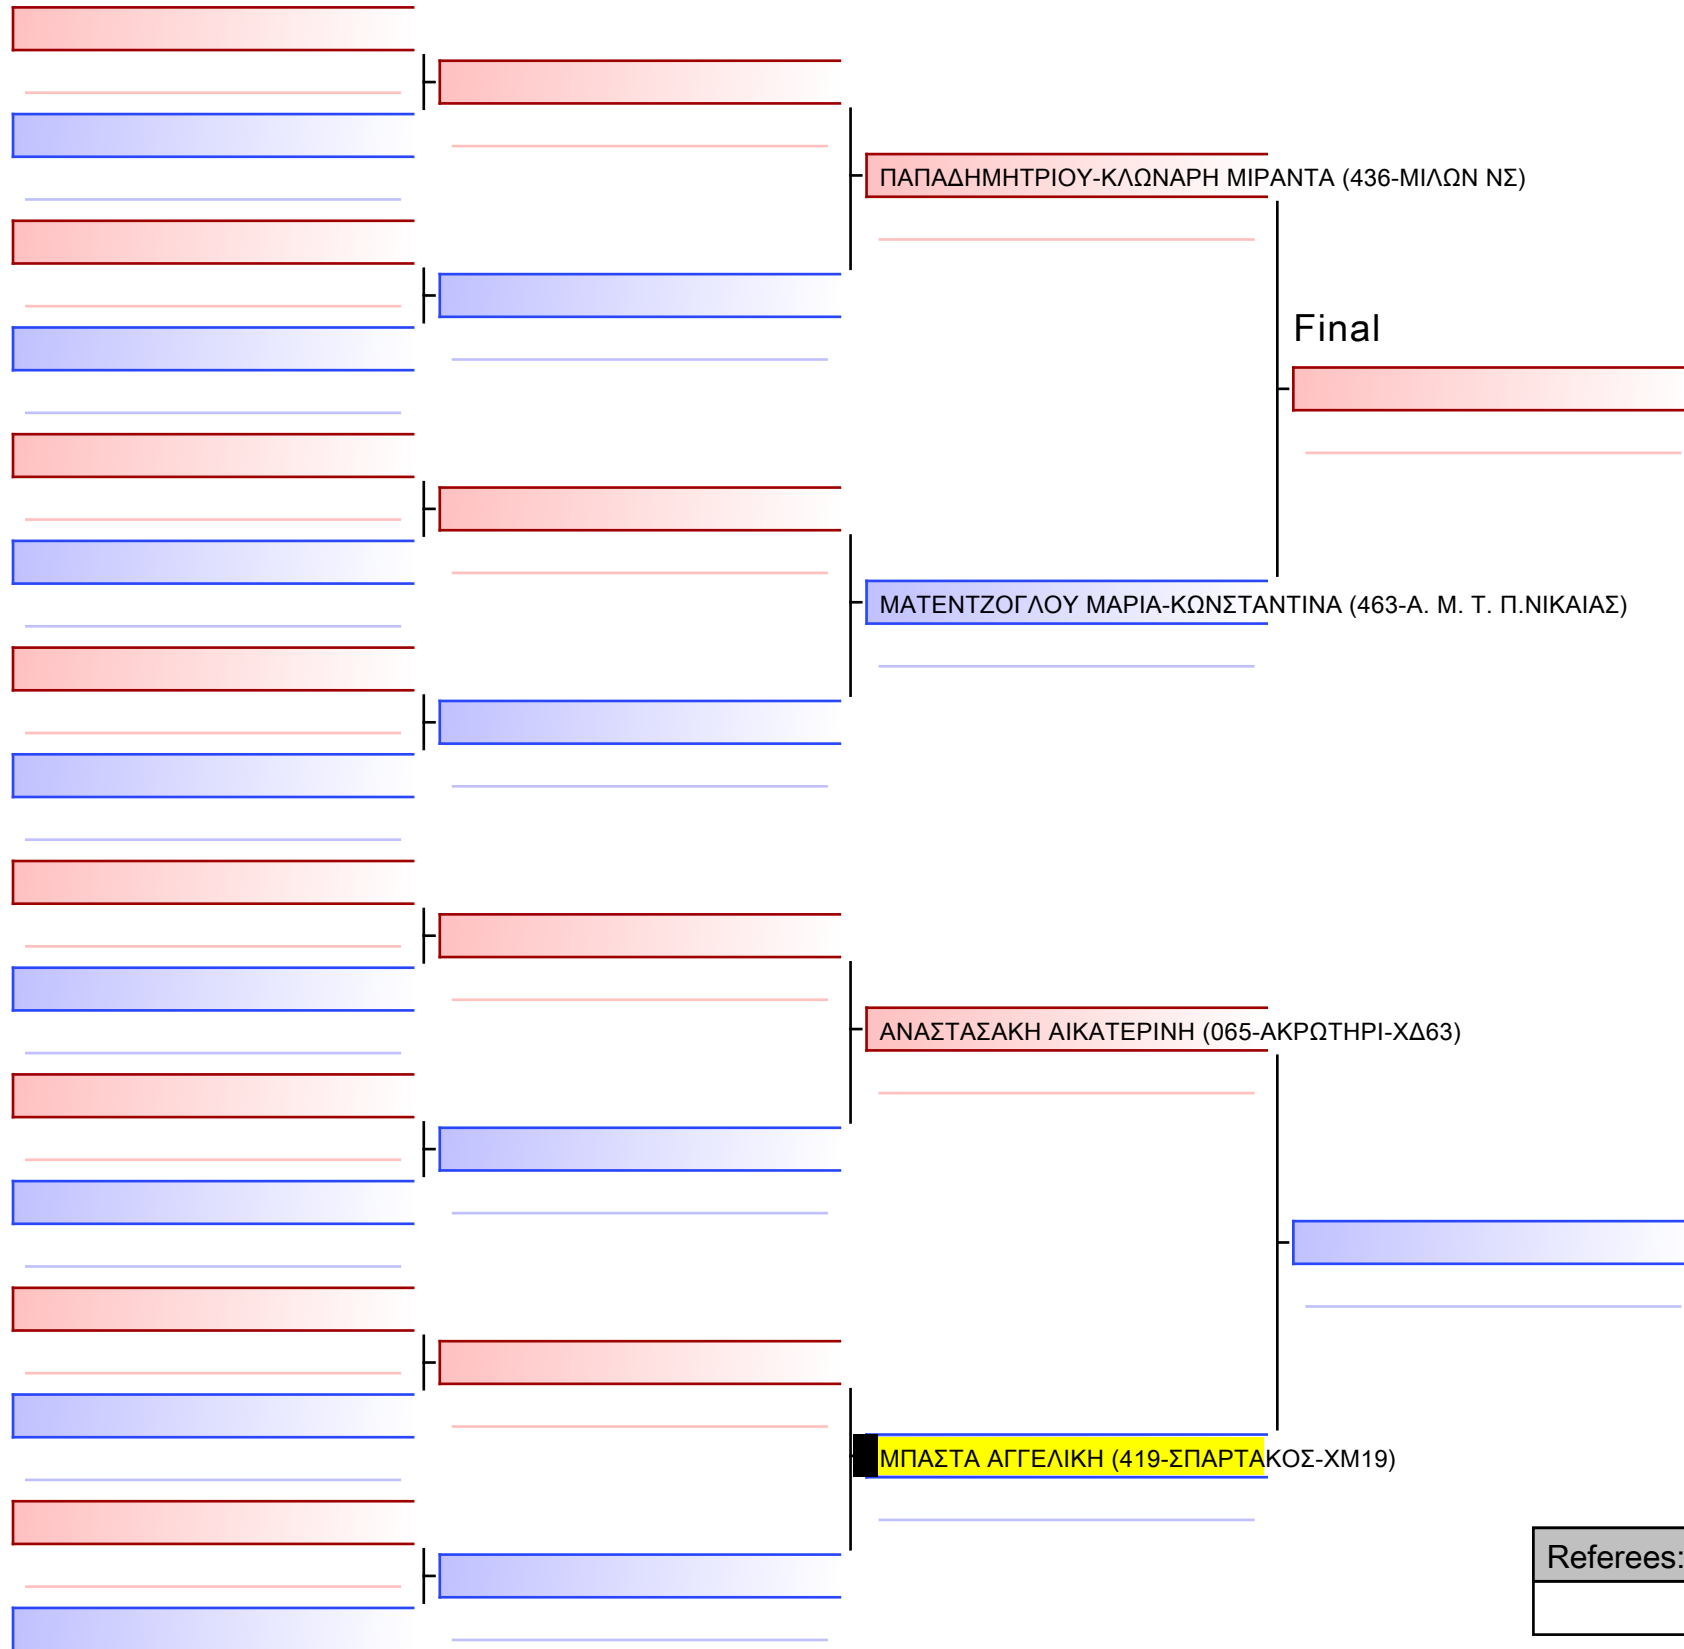 ΠΑΠΑΔΗΜΗΤΡΙΟΥ-ΚΛΩΝΑΡΗ ΜΙΡΑΝΤΑ (436-ΜΙΛΩΝ ΝΣ)
Final
ΜΑΤΕΝΤΖΟΓΛΟΥ ΜΑΡΙΑ-ΚΩΝΣΤΑΝΤΙΝΑ (463-Α. Μ. Τ. Π.ΝΙΚΑΙΑΣ)
ΑΝΑΣΤΑΣΑΚΗ ΑΙΚΑΤΕΡΙΝΗ (065-ΑΚΡΩΤΗΡΙ-ΧΔ63)
ΜΠΑΣΤΑ ΑΓΓΕΛΙΚΗ (419-ΣΠΑΡΤΑΚΟΣ-ΧΜ19)
Referees: